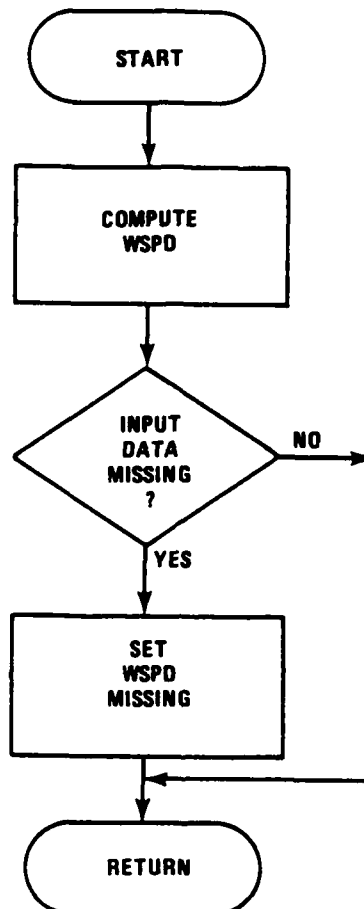 START
COMPUTE
WSPD
INPUT
DATA
MISSING
?
NO
YES
SET
WSPD
MISSING
RETURN